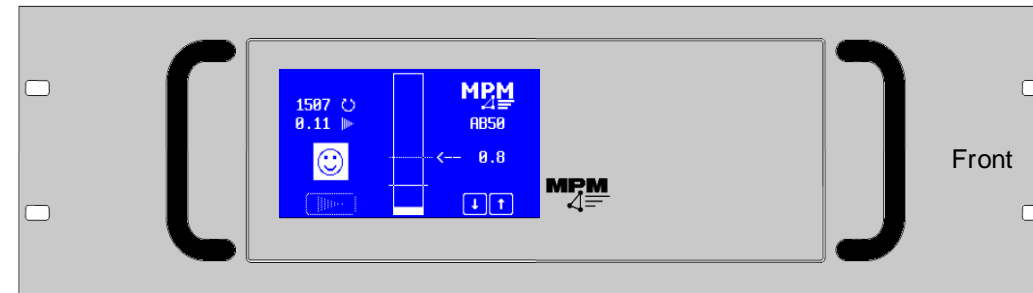 1507
0.11
MPM
AB50
<-- 0.8
↓ ↑
MPM
Front